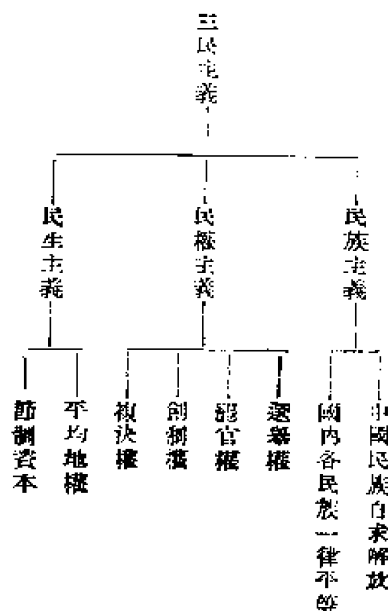 三民主義
民族主義
民權主義
民生主義
中國民族自求解放
國內各民族一律平等
選舉權
罷官權
創制權
複決權
平均地權
節制資本